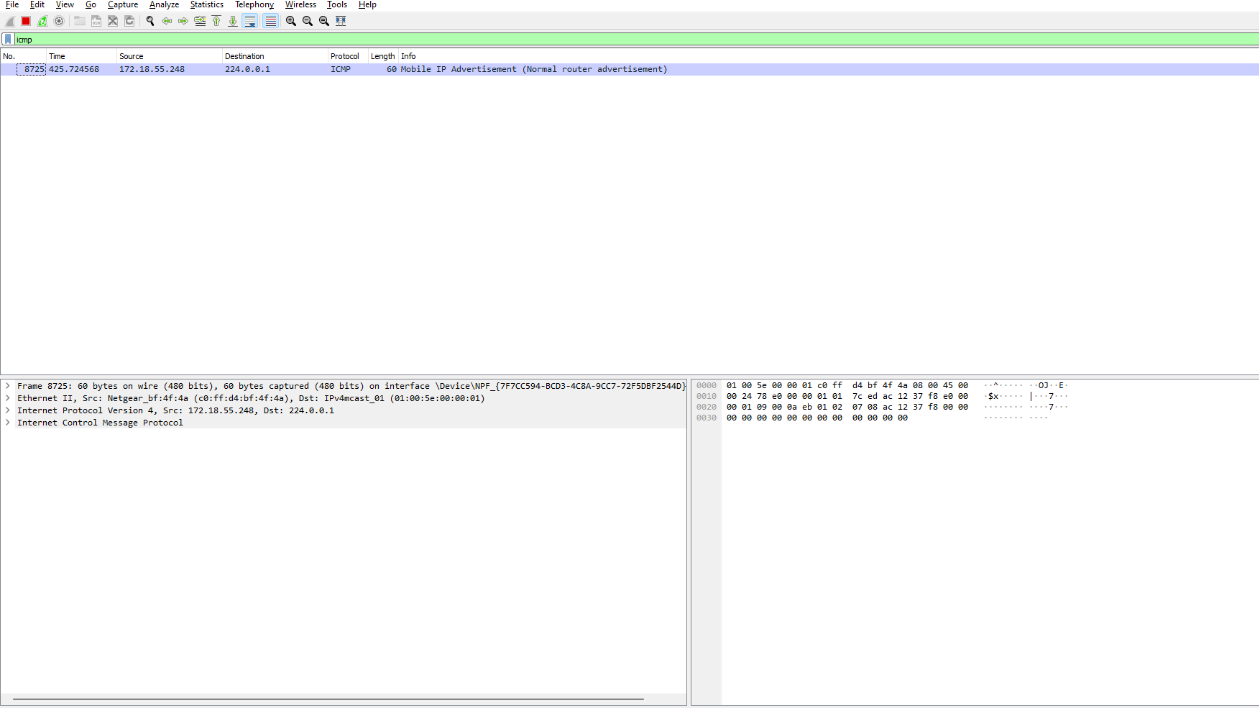 File Edit View Go Capture Analyze Statistics Telephony Wireless Tools Help
icmp
No. Time Source Destination Protocol Length Info
8725 425.724568 172.18.55.248 224.0.0.1 ICMP 60 Mobile IP Advertisement (Normal router advertisement)
Frame 8725: 60 bytes on wire (480 bits), 60 bytes captured (480 bits) on interface \Device\NPF_{7F7CC594-BCD3-4C8A-9CC7-72F5DBF2544D}
Ethernet II, Src: Netgear_bf:4f:4a (c0:ff:d4:bf:4f:4a), Dst: IPv4mcast_01 (01:00:5e:00:00:01)
Internet Protocol Version 4, Src: 172.18.55.248, Dst: 224.0.0.1
Internet Control Message Protocol
0000 01 00 5e 00 00 01 c0 ff d4 bf 4f 4a 08 00 45 00 ··^····· ··OJ··E·
0010 00 24 78 e0 00 00 01 01 7c ed ac 12 37 f8 e0 00 ·$x····· |···7···
0020 00 01 09 00 0a eb 01 02 07 08 ac 12 37 f8 00 00 ········ ····7···
0030 00 00 00 00 00 00 00 00 00 00 00 00 ········ ····